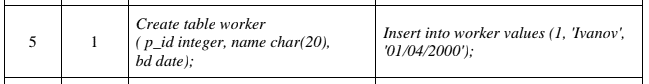 5
1
Create table worker
( p_id integer, name char(20),
bd date);
Insert into worker values (1, 'Ivanov',
'01/04/2000');